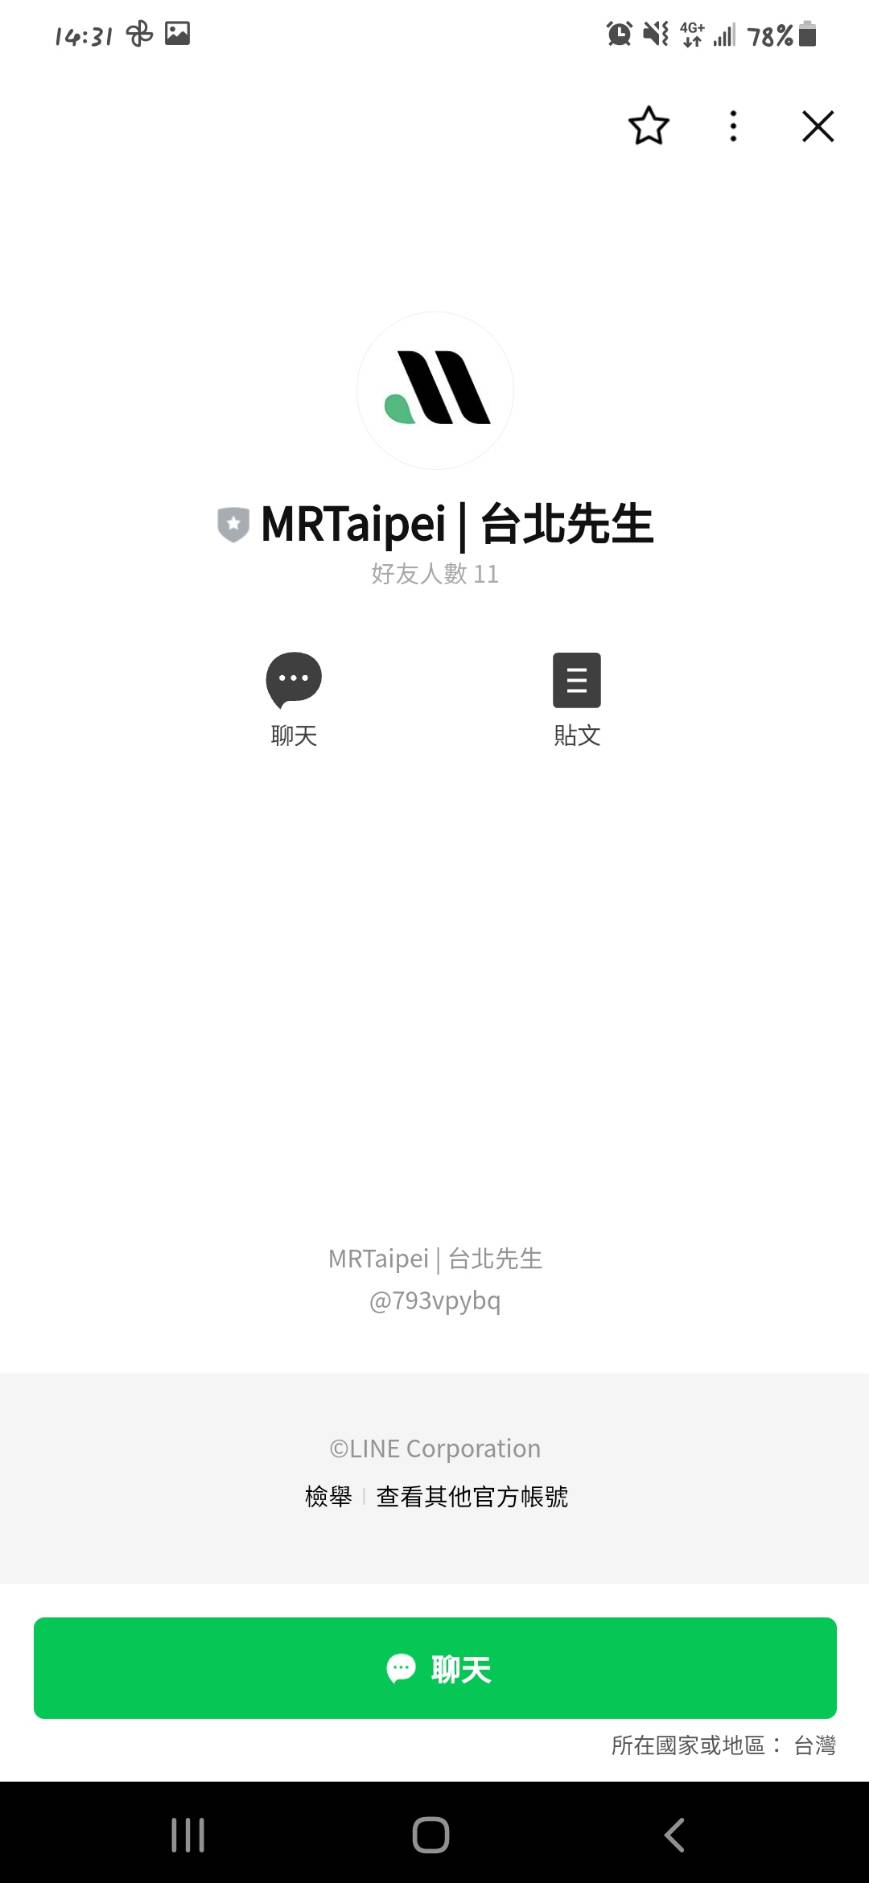 14:31
4G+
78%
MRTaipei | 台北先生
好友人數 11
聊天
貼文
MRTaipei | 台北先生
@793vpybq
©LINE Corporation
檢舉 | 查看其他官方帳號
聊天
所在國家或地區： 台灣